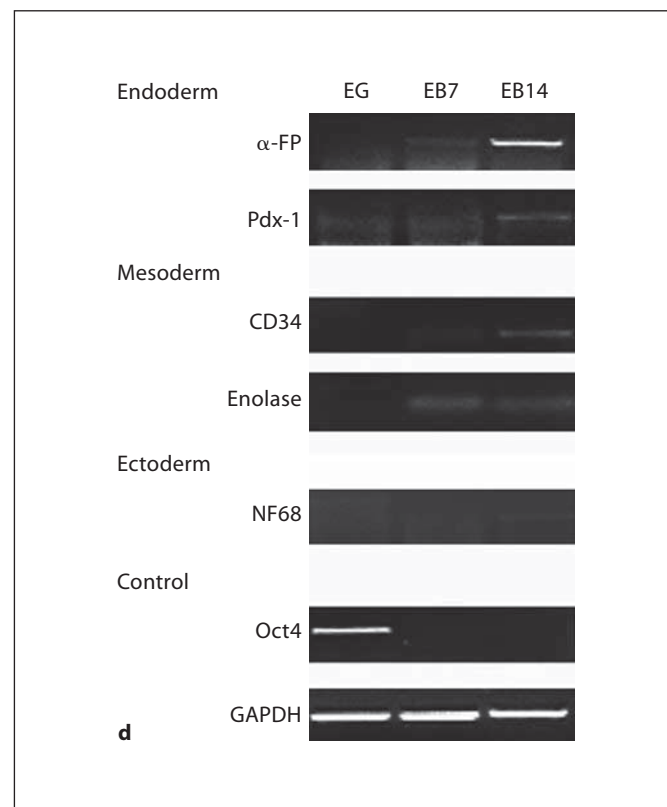 Endoderm EG EB7 EB14
α-FP
Pdx-1
Mesoderm
CD34
Enolase
Ectoderm
NF68
Control
Oct4
GAPDH
d